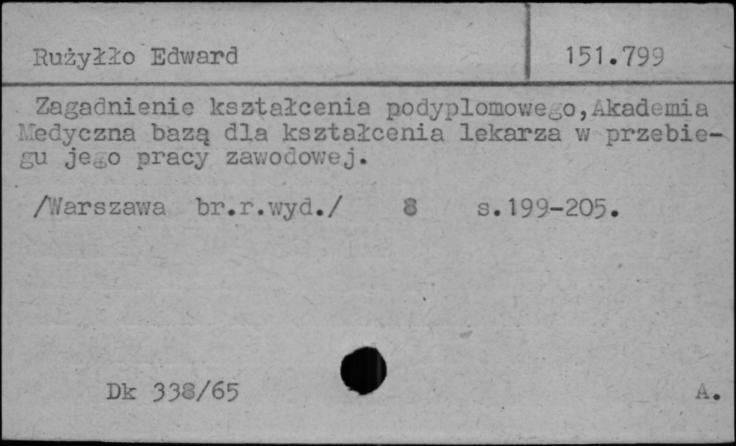 Rużyłło Edward 151.799
Zagadnienie kształcenia podyplomowego,Akademia
Medyczna bazą dla kształcenia lekarza w przebie-
gu jego pracy zawodowej.
/Warszawa br.r.wyd./ 8 s.199-205.
Dk 338/65 A.